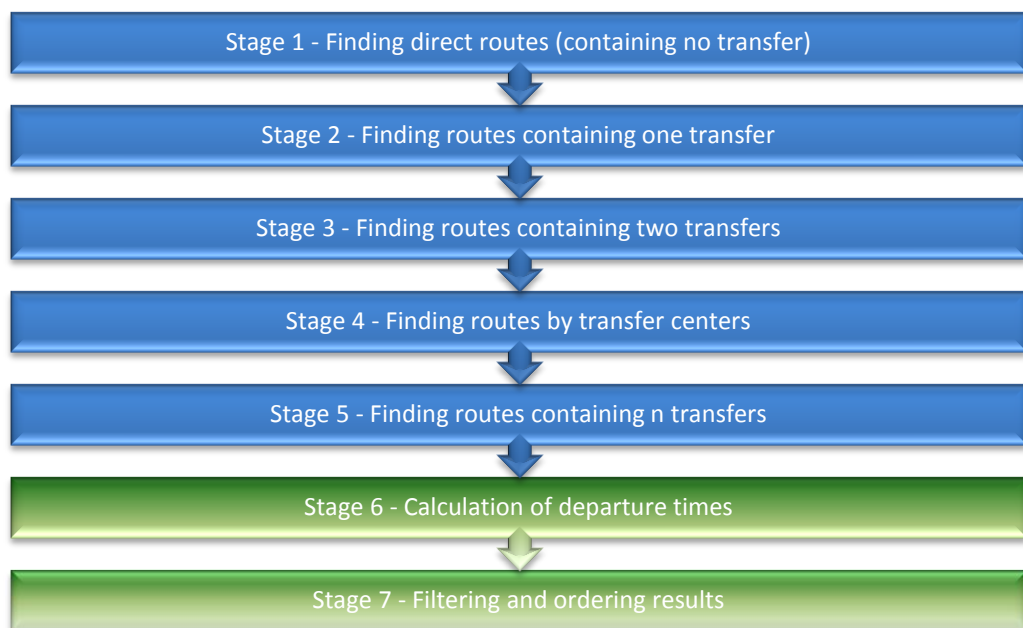 Stage 1 - Finding direct routes (containing no transfer)
Stage 2 - Finding routes containing one transfer
Stage 3 - Finding routes containing two transfers
Stage 4 - Finding routes by transfer centers
Stage 5 - Finding routes containing n transfers
Stage 6 - Calculation of departure times
Stage 7 - Filtering and ordering results